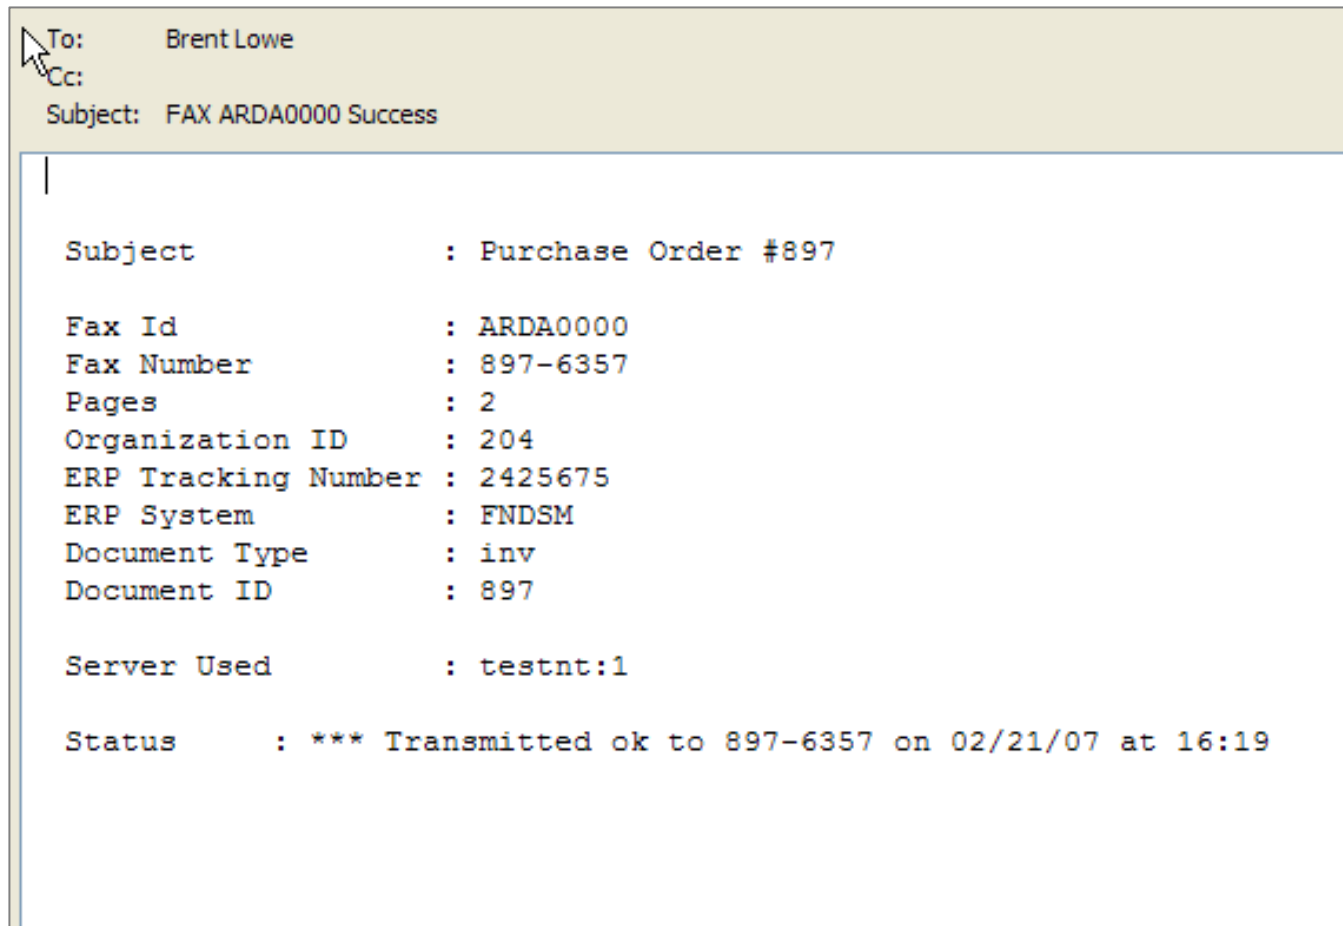 To: Brent Lowe
Cc:
Subject: FAX ARDA0000 Success
Subject : Purchase Order #897
Fax Id : ARDA0000
Fax Number : 897-6357
Pages : 2
Organization ID : 204
ERP Tracking Number : 2425675
ERP System : FNDSM
Document Type : inv
Document ID : 897
Server Used : testnt:1
Status : *** Transmitted ok to 897-6357 on 02/21/07 at 16:19